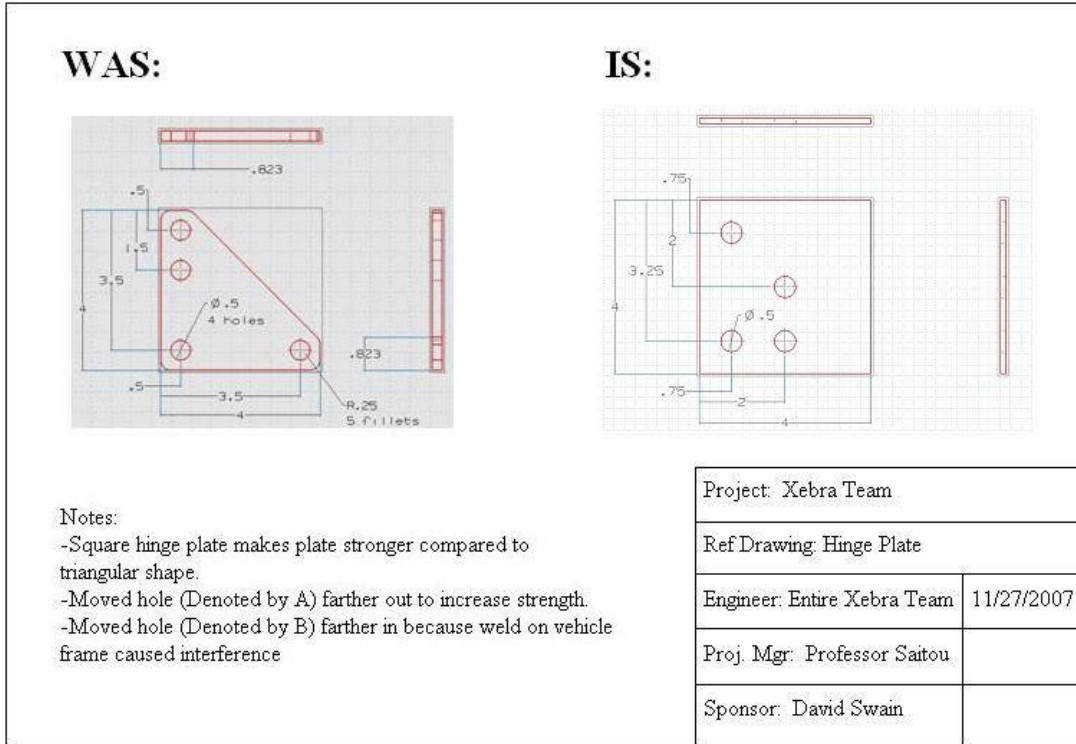 WAS:
IS:
.823
.5
1.5
3.5
4
Ø.5
4 holes
.823
.5
3.5
4
R.25
5 fillets
.75
2
3.25
4
Ø.5
.75
2
4
Notes:
-Square hinge plate makes plate stronger compared to
triangular shape.
-Moved hole (Denoted by A) farther out to increase strength.
-Moved hole (Denoted by B) farther in because weld on vehicle
frame caused interference
Project: Xebra Team
Ref Drawing: Hinge Plate
Engineer: Entire Xebra Team 11/27/2007
Proj. Mgr: Professor Saitou
Sponsor: David Swain